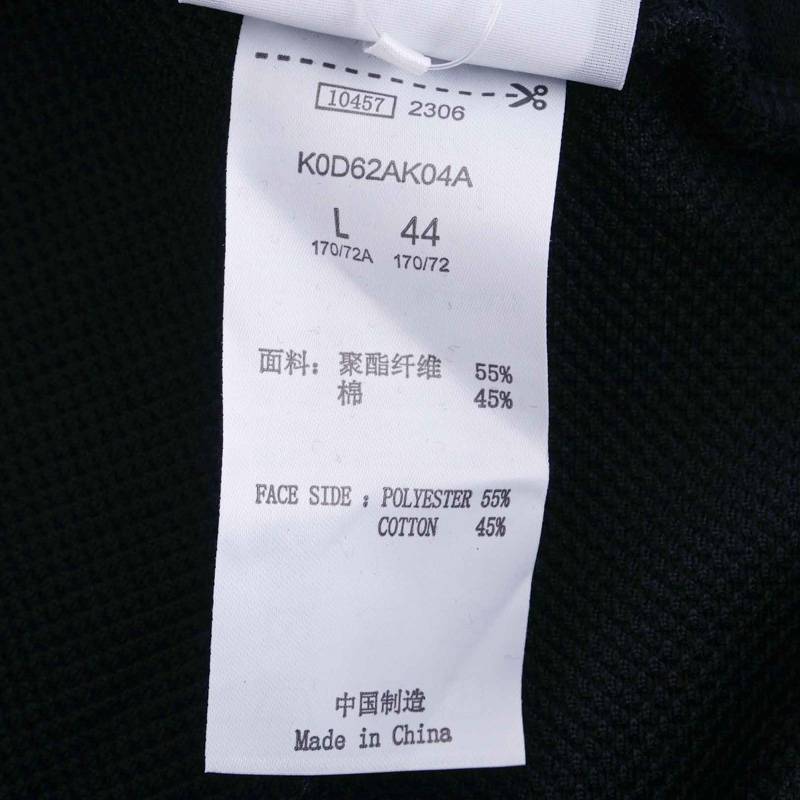 10457 2306
K0D62AK04A
L 44
170/72A 170/72
面料： 聚酯纤维 55%
棉 45%
FACE SIDE : POLYESTER 55%
COTTON 45%
中国制造
Made in China